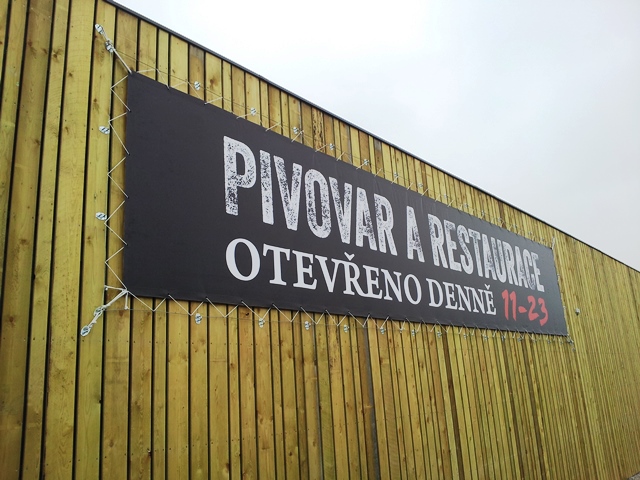 PIVOVAR A RESTAURACE
OTEVŘENO DENNĚ 11-23